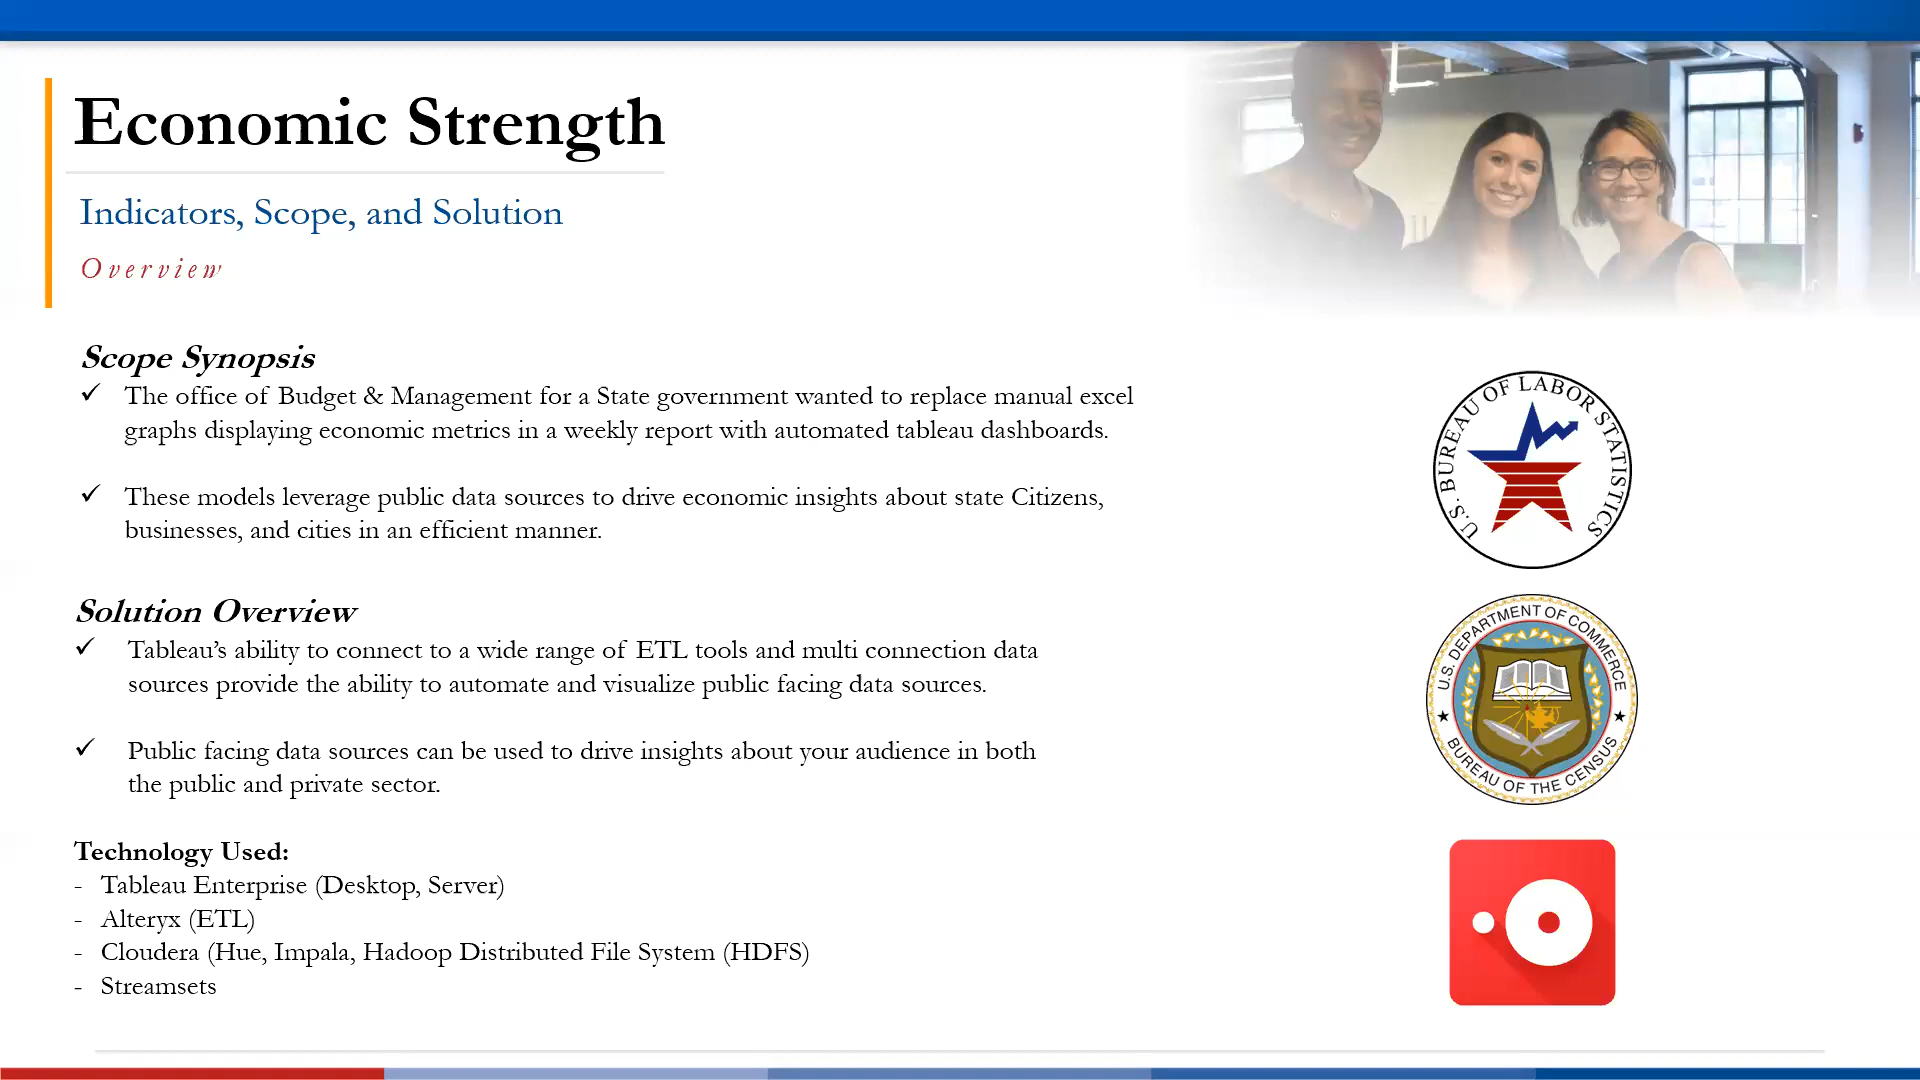 Economic Strength
Indicators, Scope, and Solution
Overview
Scope Synopsis
✓ The office of Budget & Management for a State government wanted to replace manual excel
graphs displaying economic metrics in a weekly report with automated tableau dashboards.
✓ These models leverage public data sources to drive economic insights about state Citizens,
businesses, and cities in an efficient manner.
Solution Overview
✓ Tableau’s ability to connect to a wide range of ETL tools and multi connection data
sources provide the ability to automate and visualize public facing data sources.
✓ Public facing data sources can be used to drive insights about your audience in both
the public and private sector.
Technology Used:
- Tableau Enterprise (Desktop, Server)
- Alteryx (ETL)
- Cloudera (Hue, Impala, Hadoop Distributed File System (HDFS)
- Streamsets
U.S. BUREAU OF LABOR STATISTICS
U.S. DEPARTMENT OF COMMERCE
★ BUREAU OF THE CENSUS ★